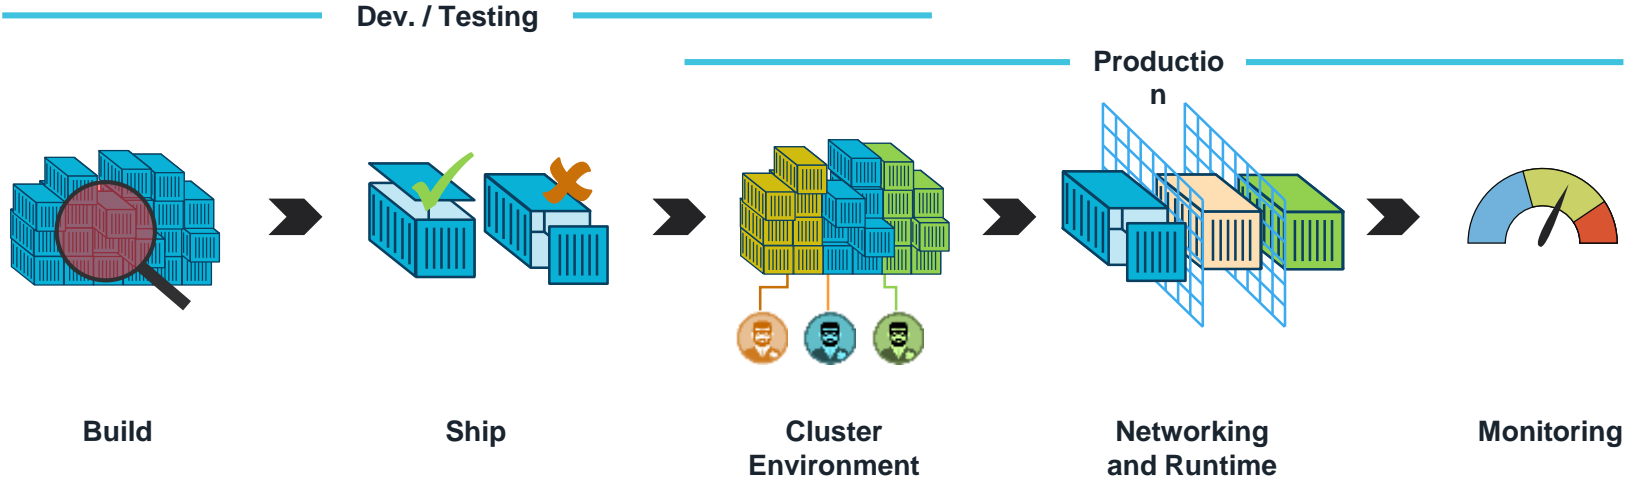 Dev. / Testing
Productio
n
Build
Ship
Cluster
Environment
Networking
and Runtime
Monitoring